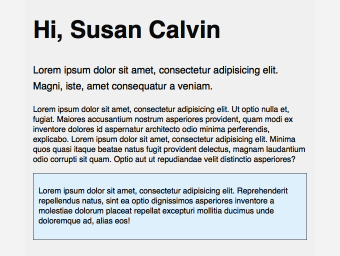 Hi, Susan Calvin
Lorem ipsum dolor sit amet, consectetur adipisicing elit.
Magni, iste, amet consequatur a veniam.
Lorem ipsum dolor sit amet, consectetur adipisicing elit. Ut optio nulla et,
fugiat. Maiores accusantium nostrum asperiores provident, quam modi ex
inventore dolores id aspernatur architecto odio minima perferendis,
explicabo. Lorem ipsum dolor sit amet, consectetur adipisicing elit. Minima
quos quasi itaque beatae natus fugit provident delectus, magnam laudantium
odio corrupti sit quam. Optio aut ut repudiandae velit distinctio asperiores?
Lorem ipsum dolor sit amet, consectetur adipisicing elit. Reprehenderit
repellendus natus, sint ea optio dignissimos asperiores inventore a
molestiae dolorum placeat repellat excepturi mollitia ducimus unde
doloremque ad, alias eos!